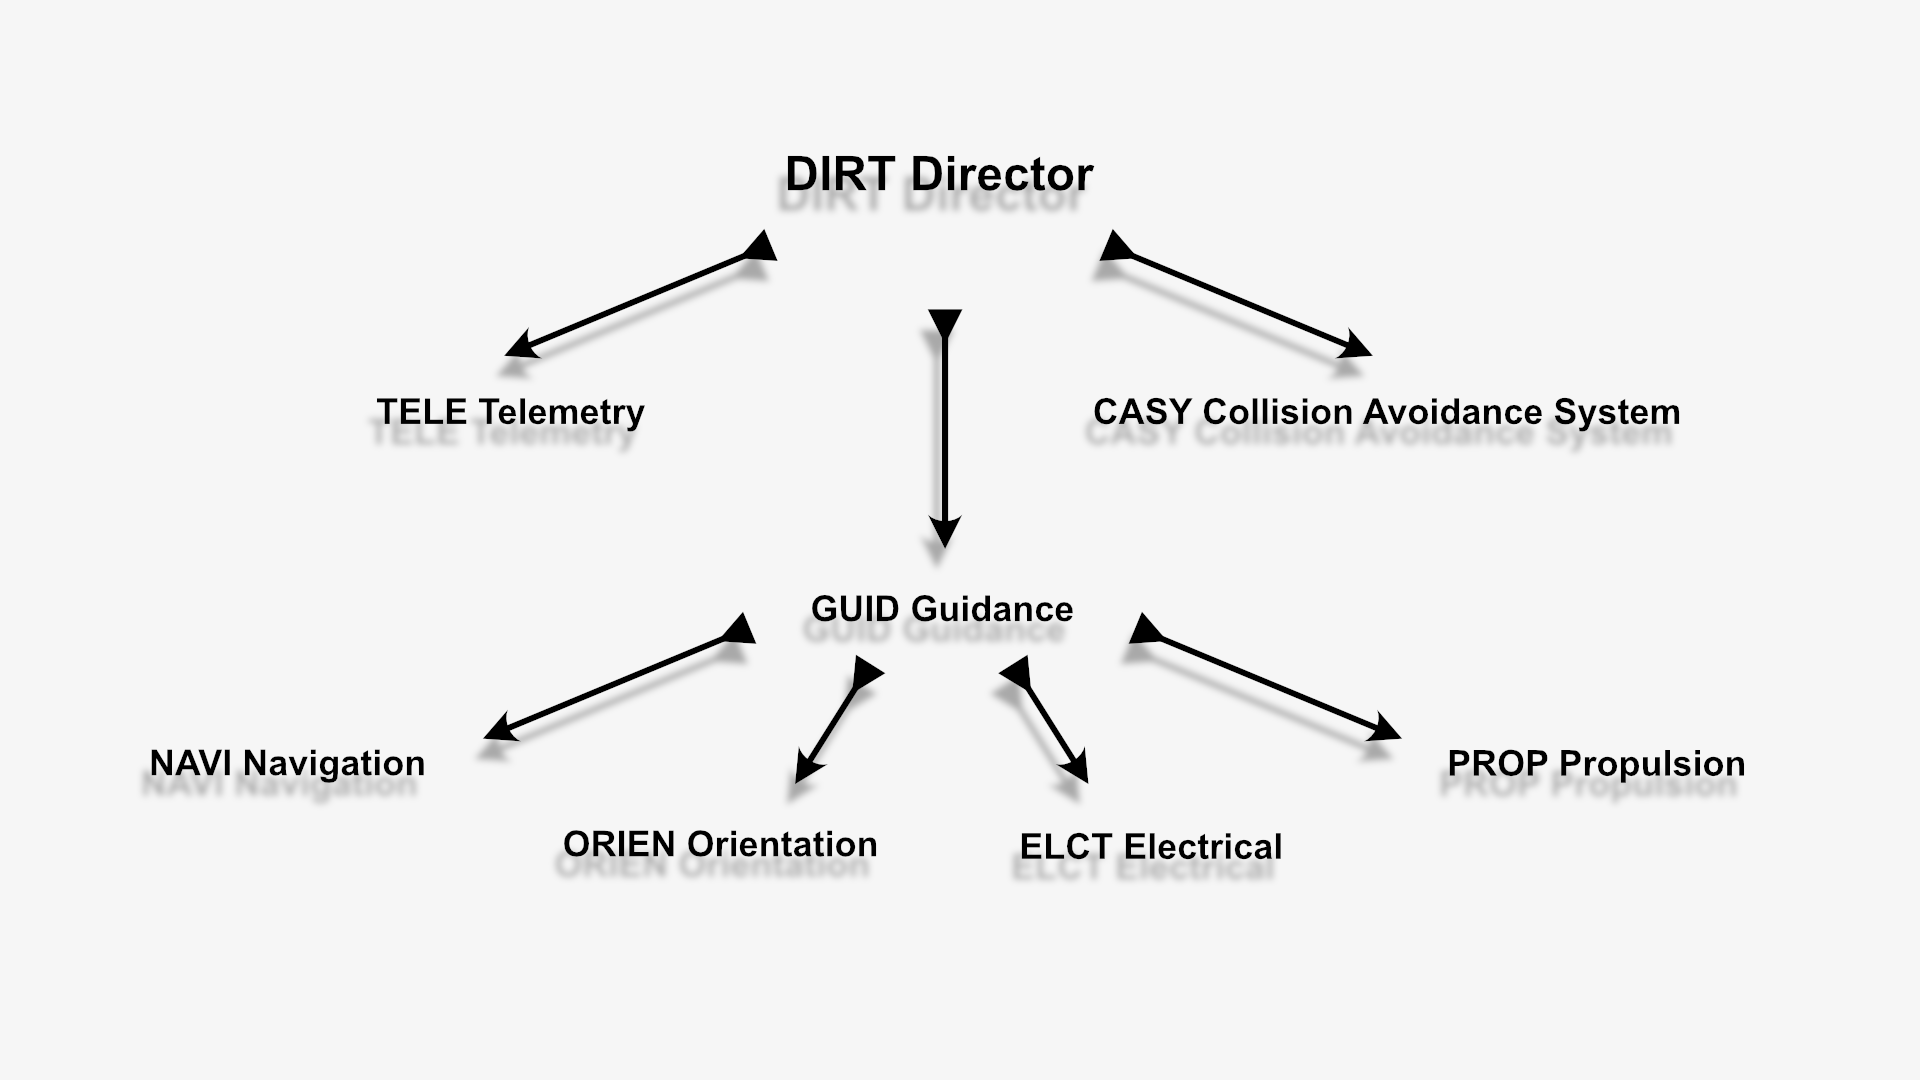 DIRT Director
TELE Telemetry
CASY Collision Avoidance System
GUID Guidance
NAVI Navigation
PROP Propulsion
ORIEN Orientation
ELCT Electrical